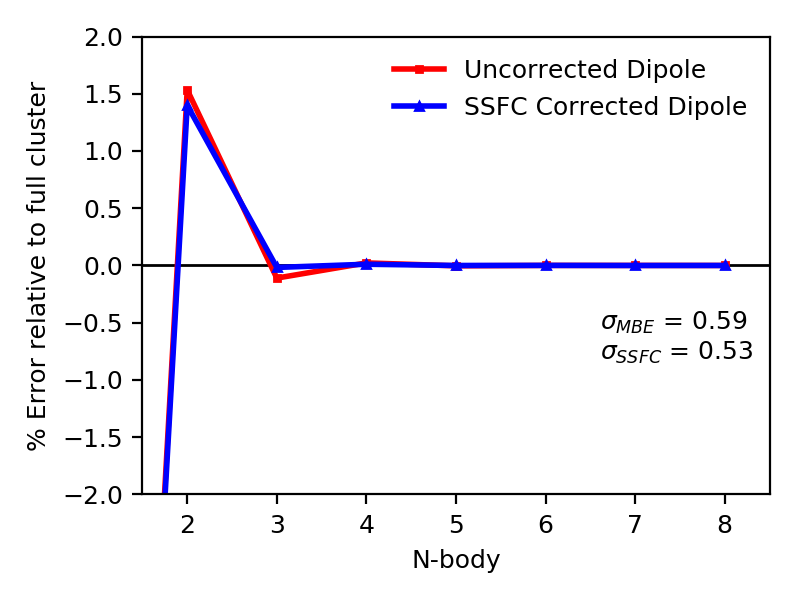 2.0
1.5
1.0
0.5
0.0
−0.5
−1.0
−1.5
−2.0
% Error relative to full cluster
Uncorrected Dipole
SSFC Corrected Dipole
σMBE = 0.59
σSSFC = 0.53
2 3 4 5 6 7 8
N-body